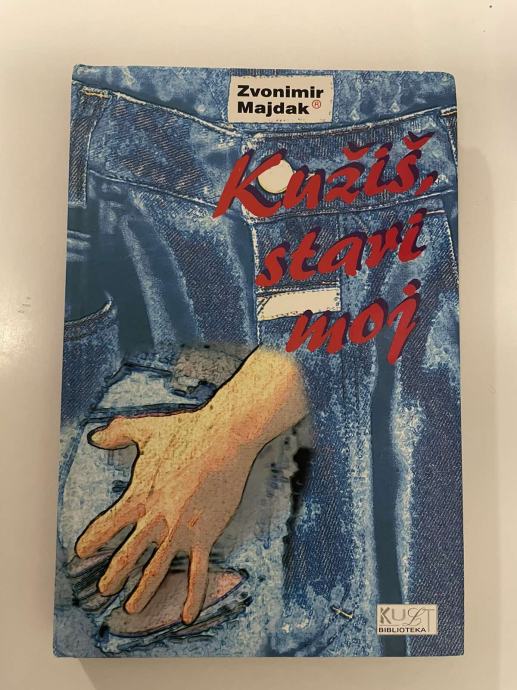 Zvonimir
Majdak®
Kužiš,
stari
moj
KULT
BIBLIOTEKA